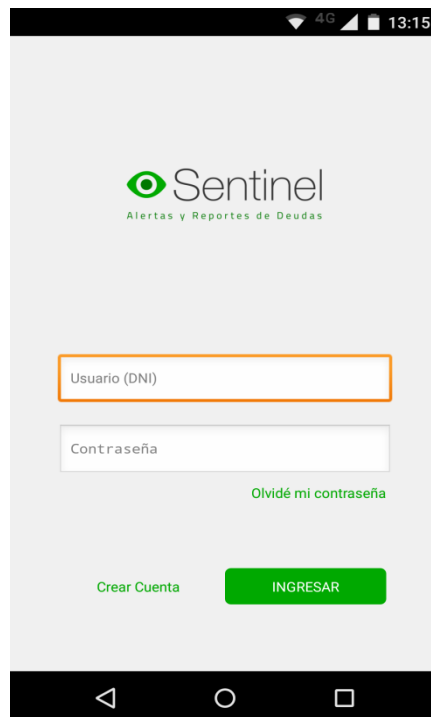 4G 13:15
Sentinel
Alertas y Reportes de Deudas
Usuario (DNI)
Contraseña
Olvidé mi contraseña
Crear Cuenta INGRESAR